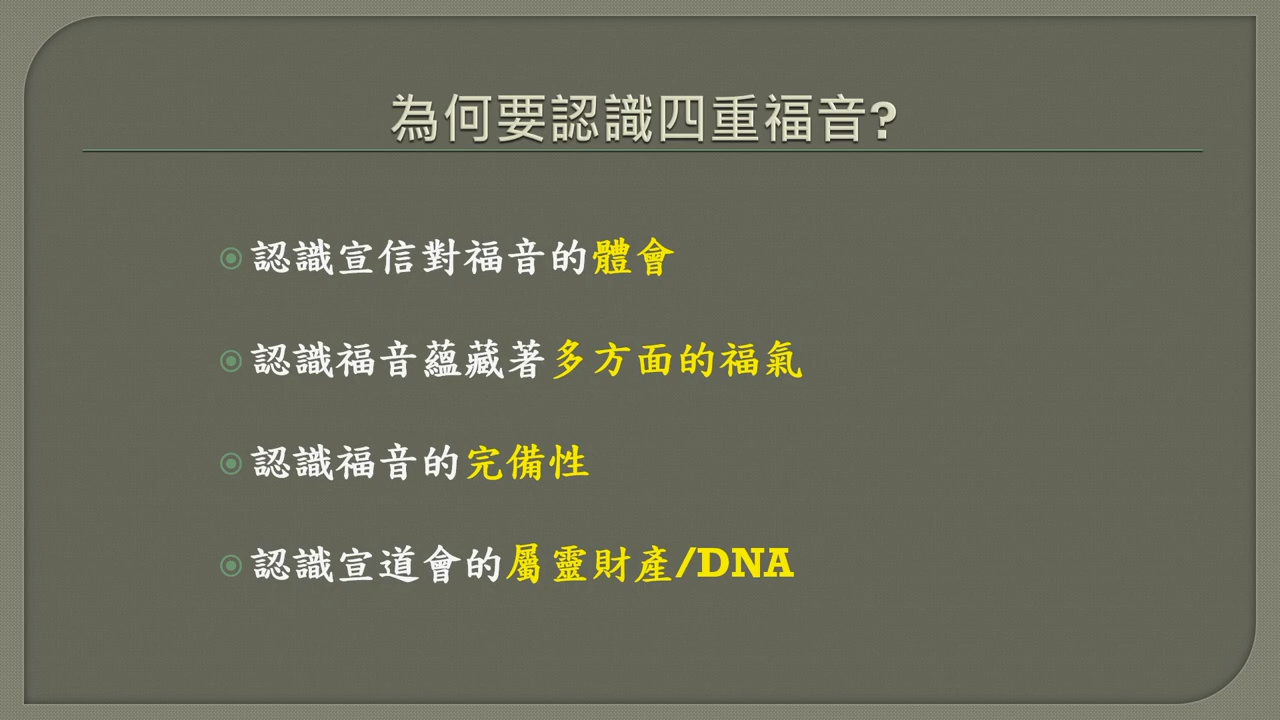 為何要認識四重福音?
認識宣信對福音的體會
認識福音蘊藏著多方面的福氣
認識福音的完備性
認識宣道會的屬靈財產/DNA